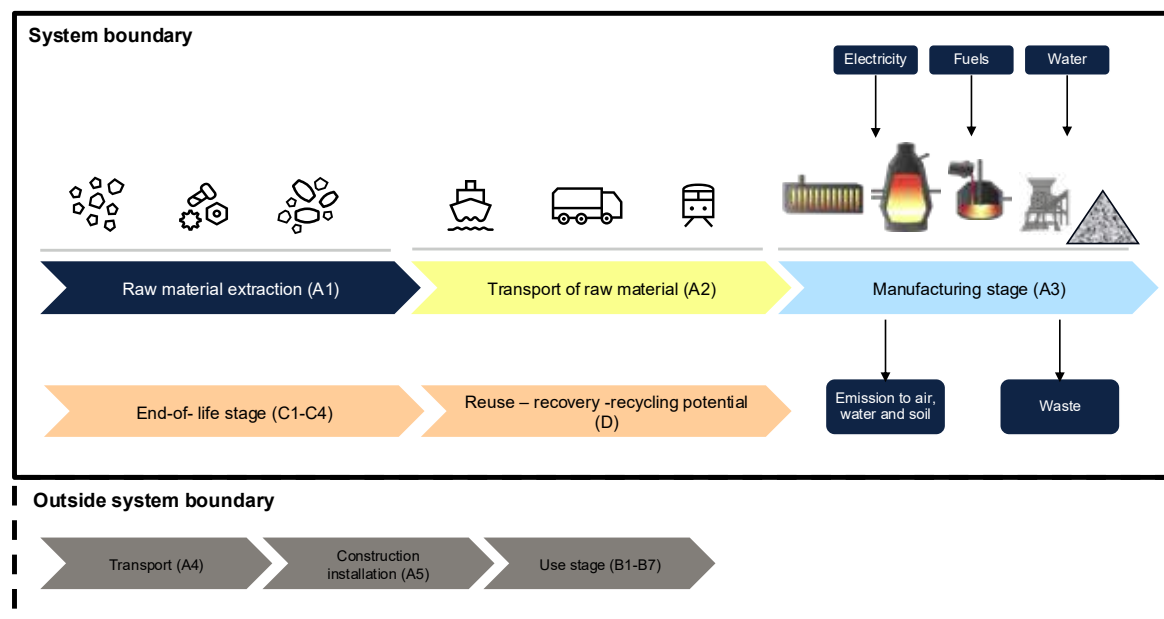 System boundary
Electricity
Fuels
Water
Raw material extraction (A1)
Transport of raw material (A2)
Manufacturing stage (A3)
End-of- life stage (C1-C4)
Reuse – recovery -recycling potential
(D)
Emission to air,
water and soil
Waste
Outside system boundary
Transport (A4)
Construction
installation (A5)
Use stage (B1-B7)